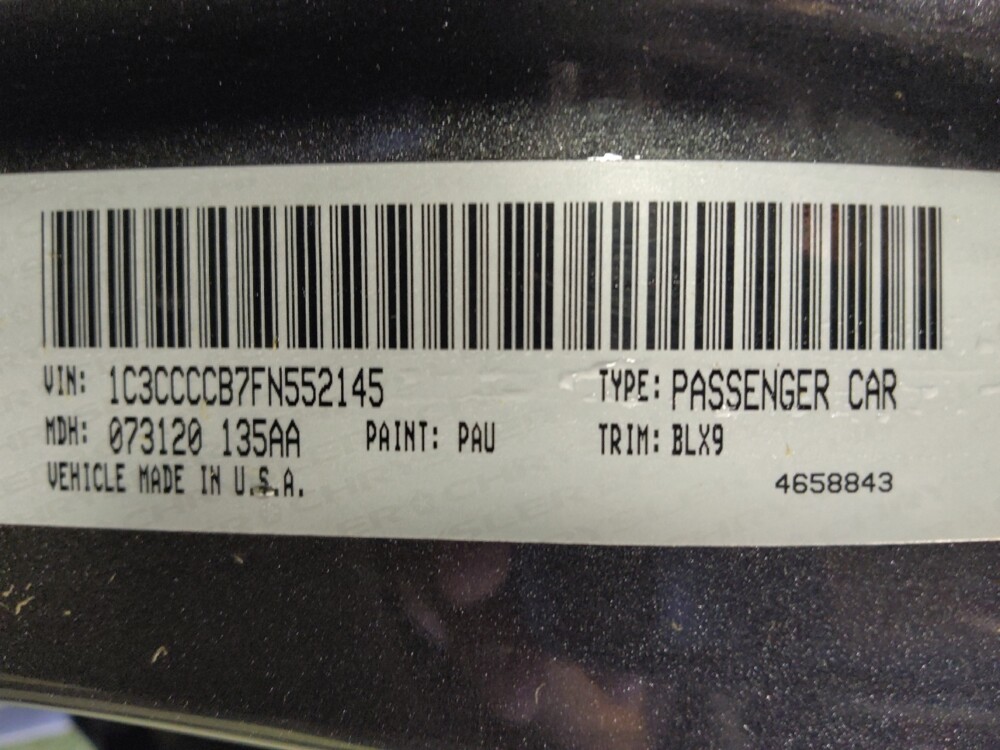 VIN: 1C3CCCCB7FN552145 TYPE: PASSENGER CAR
MDH: 073120 135AA PAINT: PAU TRIM: BLX9
VEHICLE MADE IN U.S.A. 4658843